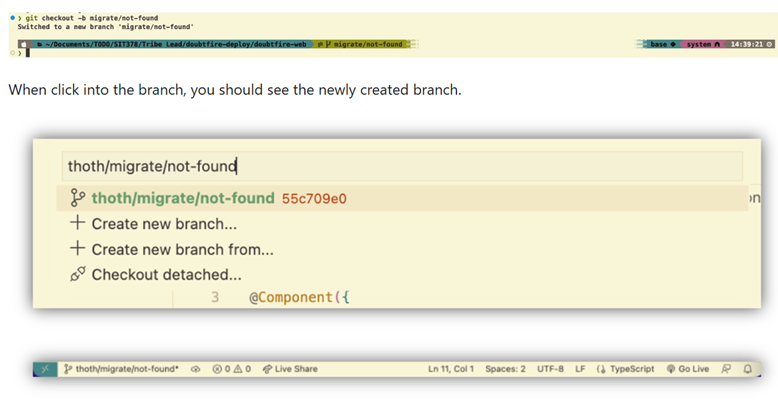 > git checkout -b migrate/not-found
Switched to a new branch 'migrate/not-found'
~/Documents/TODO/SIT378/Tribe Lead/doubtfire-deploy/doubtfire-web migrate/not-found base system 14:39:21
>
When click into the branch, you should see the newly created branch.
thoth/migrate/not-found
thoth/migrate/not-found 55c709e0
+ Create new branch...
+ Create new branch from...
Checkout detached...
3 @Component({
thoth/migrate/not-found* 0 0 Live Share Ln 11, Col 1 Spaces: 2 UTF-8 LF TypeScript Go Live